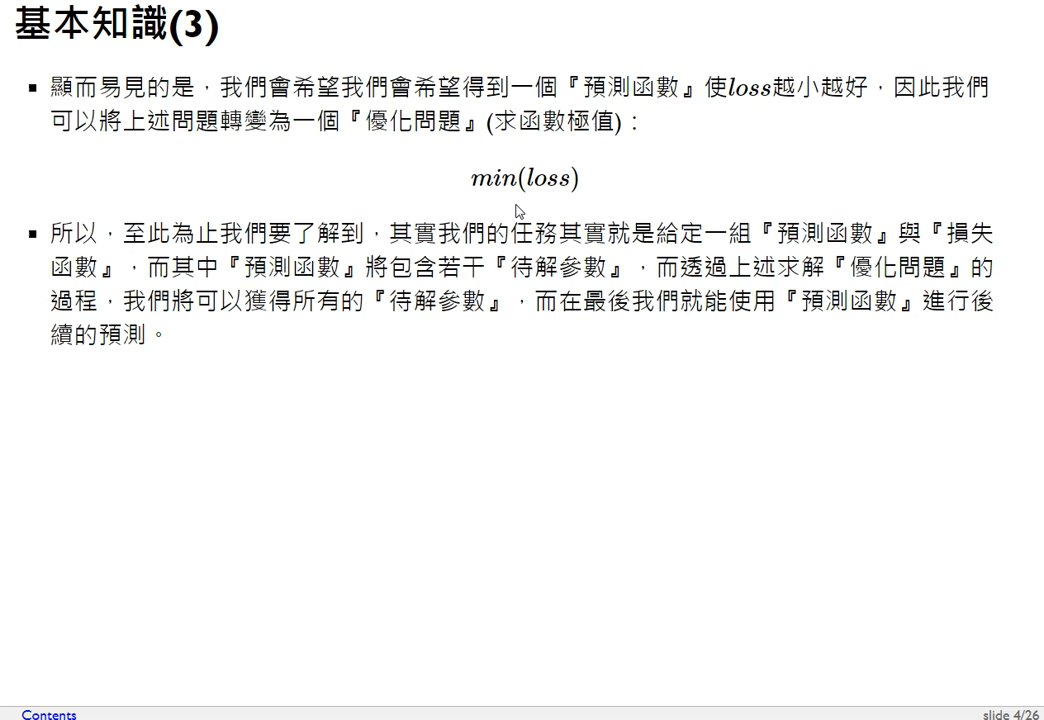 基本知識(3)
▪ 顯而易見的是，我們會希望我們會希望得到一個『預測函數』使loss越小越好，因此我們
可以將上述問題轉變為一個『優化問題』(求函數極值)：
min(loss)
▪ 所以，至此為止我們要了解到，其實我們的任務其實就是給定一組『預測函數』與『損失
函數』，而其中『預測函數』將包含若干『待解參數』，而透過上述求解『優化問題』的
過程，我們將可以獲得所有的『待解參數』，而在最後我們就能使用『預測函數』進行後
續的預測。
Contents
slide 4/26